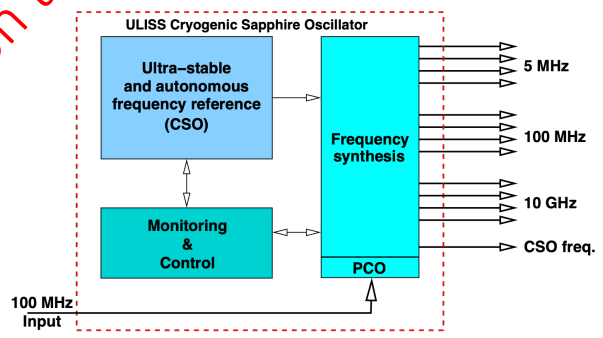 ULISS Cryogenic Sapphire Oscillator
Ultra–stable
and autonomous
frequency reference
(CSO)
Frequency
synthesis
Monitoring
&
Control
PCO
5 MHz
100 MHz
10 GHz
CSO freq.
100 MHz
Input